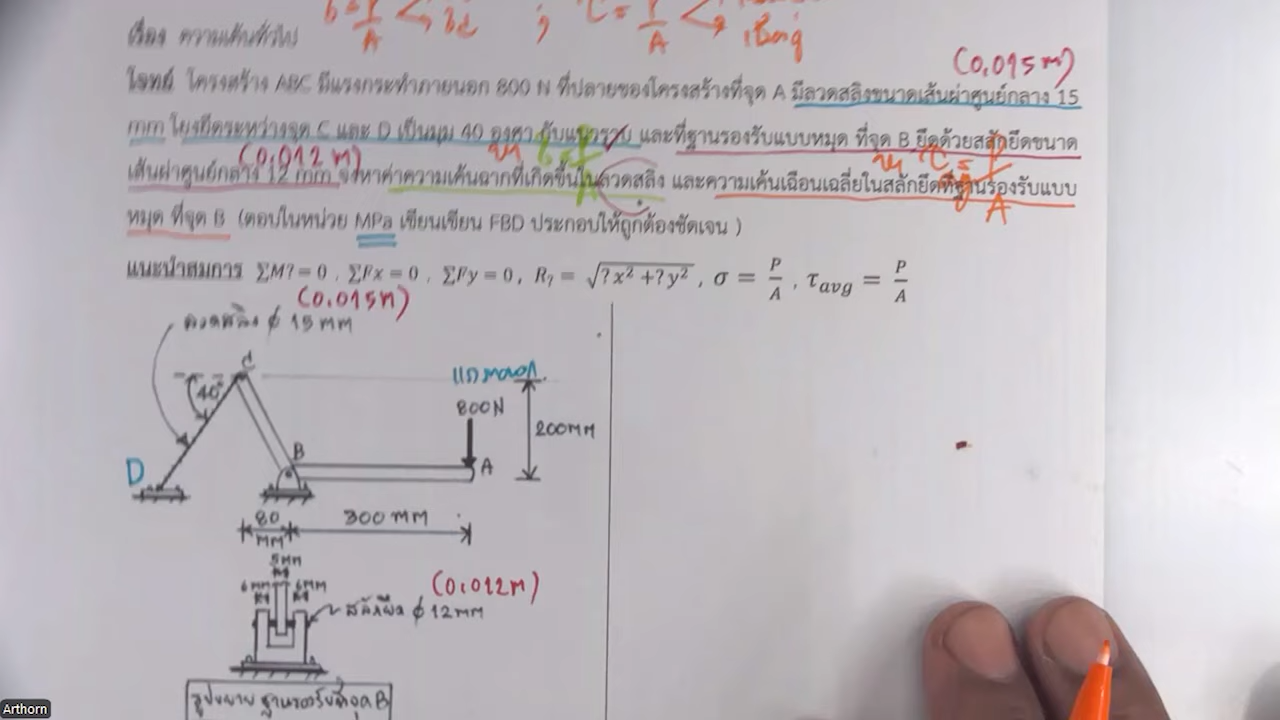 เรื่อง ความเค้นทั่วไป
A
; τ = P/A
(0.015m)
โจทย์ โครงสร้าง ABC มีแรงกระทำภายนอก 800 N ที่ปลายของโครงสร้างที่จุด A มีลวดสลิงขนาดเส้นผ่าศูนย์กลาง 15
mm โยงยึดระหว่างจุด C และ D เป็นมุม 40 องศา กับแนวราบ และที่ฐานรองรับแบบหมุด ที่จุด B ยึดด้วยสลักยึดขนาด
(0.012 m) หา หา
เส้นผ่าศูนย์กลาง 12 mm จงหาค่าความเค้นฉากที่เกิดขึ้นในลวดสลิง และความเค้นเฉือนเฉลี่ยในสลักยึดที่ฐานรองรับแบบ
A
หมุด ที่จุด B (ตอบในหน่วย MPa เขียนเขียน FBD ประกอบให้ถูกต้องชัดเจน )
แนะนำสมการ ΣM?=0 , ΣFx=0 , ΣFy=0, R? = √?x² +?y² , σ = P/A , τavg = P/A
(0.015m)
ลวดสลิง ϕ 15 mm
C
40°
800N
200MM
D
B
A
80
MM
300 MM
5MM
6MM 6MM
(0.012m)
สลักยึด ϕ 12mm
รูปขยาย ฐานรองรับที่จุด B
Arthorn